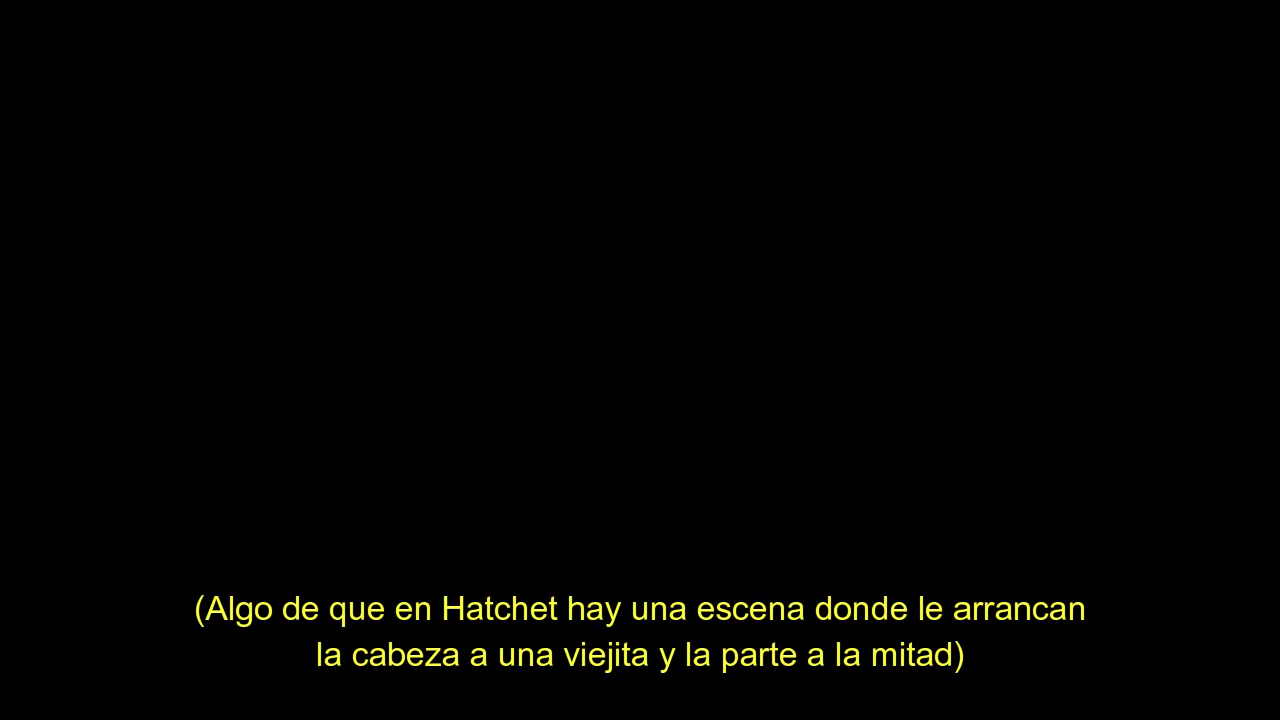 (Algo de que en Hatchet hay una escena donde le arrancan
la cabeza a una viejita y la parte a la mitad)